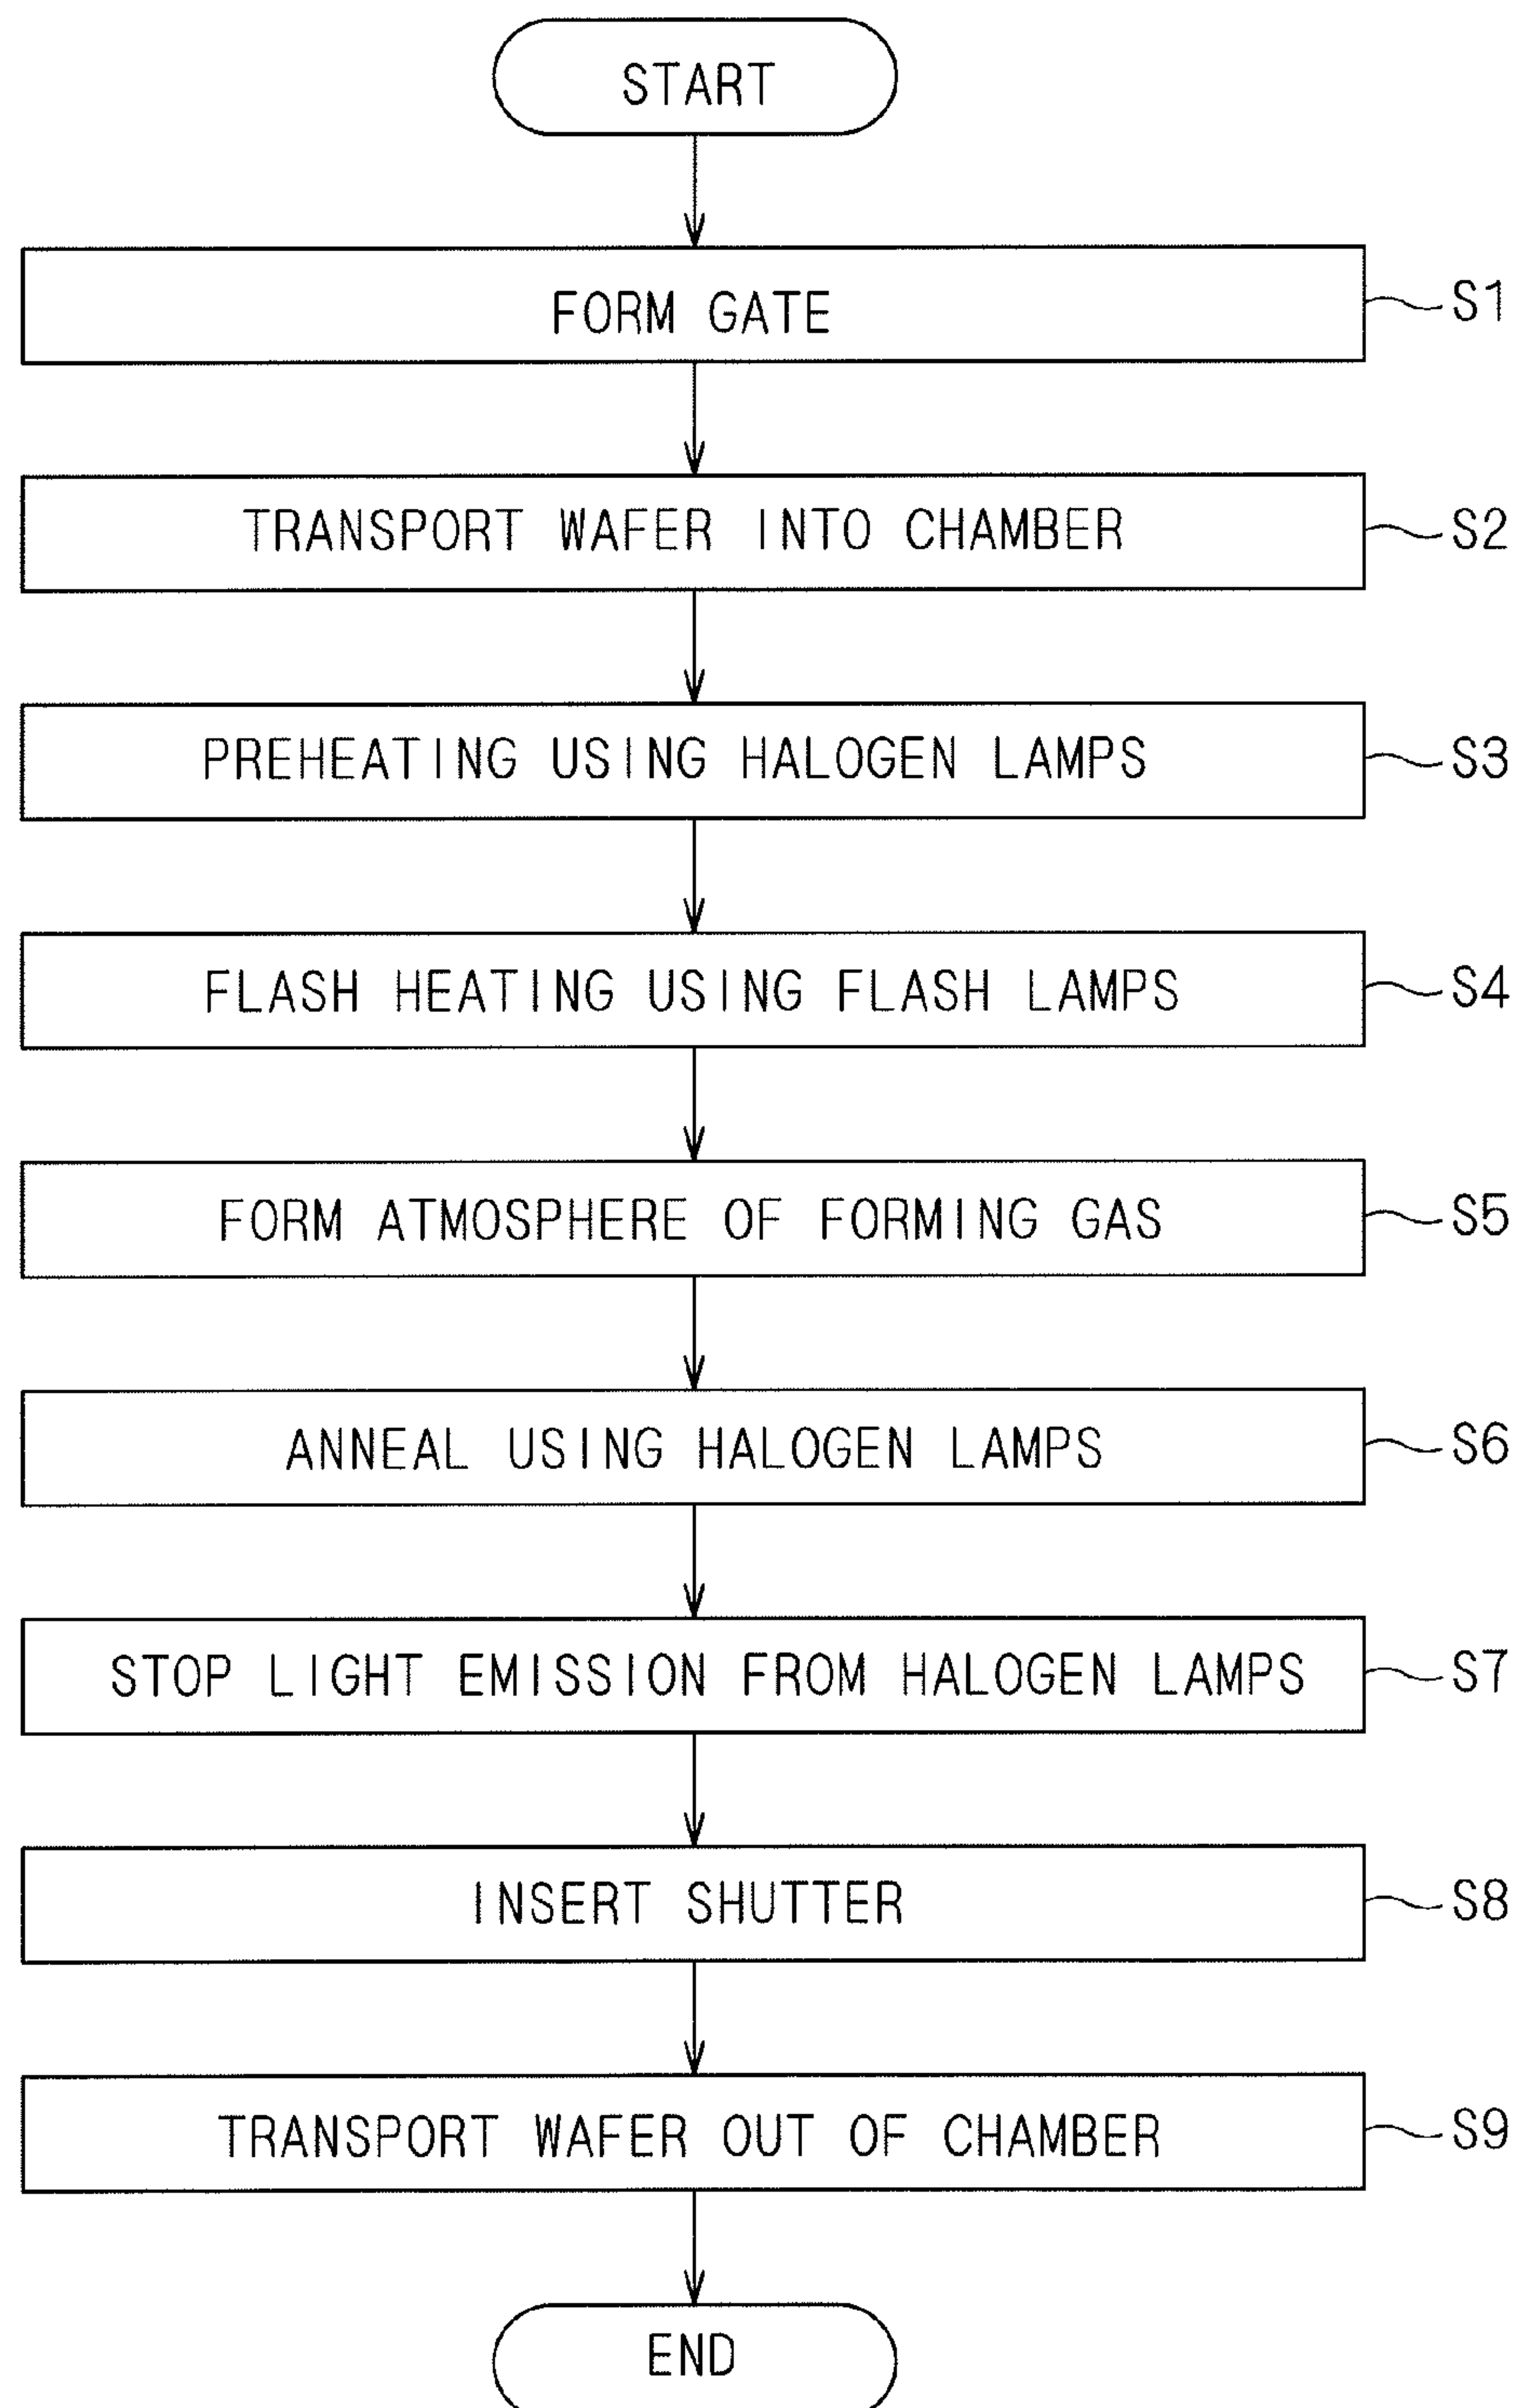 START
FORM GATE
S1
TRANSPORT WAFER INTO CHAMBER
S2
PREHEATING USING HALOGEN LAMPS
S3
FLASH HEATING USING FLASH LAMPS
S4
FORM ATMOSPHERE OF FORMING GAS
S5
ANNEAL USING HALOGEN LAMPS
S6
STOP LIGHT EMISSION FROM HALOGEN LAMPS
S7
INSERT SHUTTER
S8
TRANSPORT WAFER OUT OF CHAMBER
S9
END